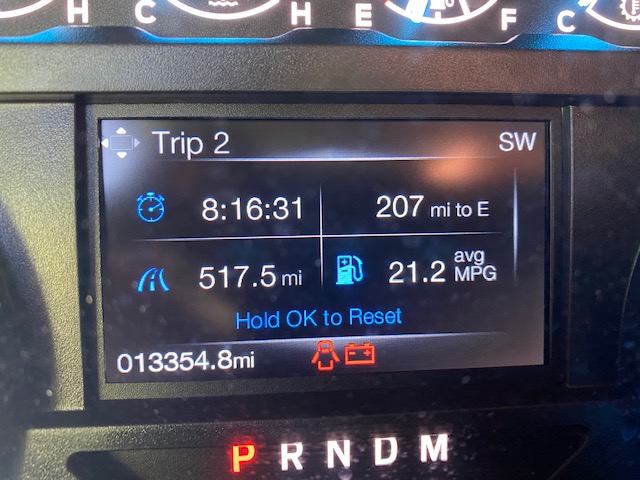 H C H E F C
Trip 2 SW
8:16:31 207 mi to E
517.5 mi 21.2 avg MPG
Hold OK to Reset
013354.8mi
P R N D M